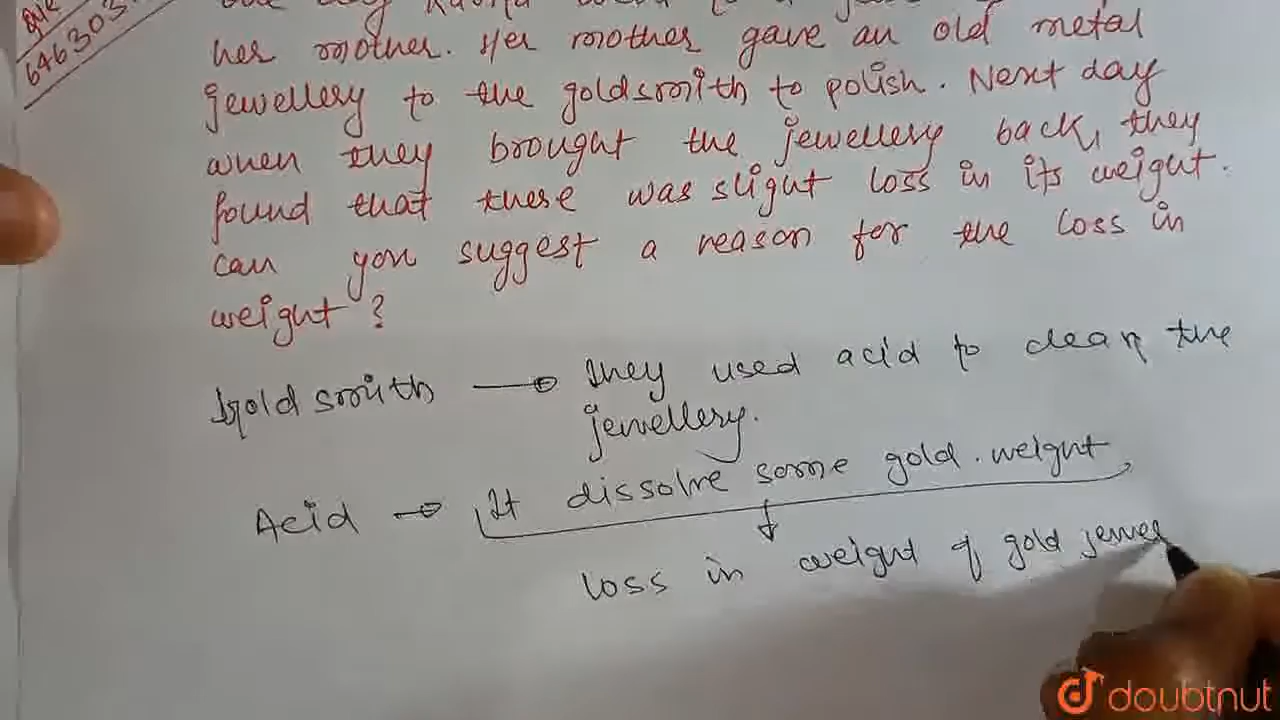 Que
646303
her mother. Her mother gave an old metal
jewellery to the goldsmith to polish. Next day
when they brought the jewellery back, they
found that there was slight loss in its weight.
can you suggest a reason for the loss in
weight ?
Goldsmith → They used acid to clean the
jewellery.
Acid → It dissolve some gold. weight
loss in weight of gold jewel
doubtnut